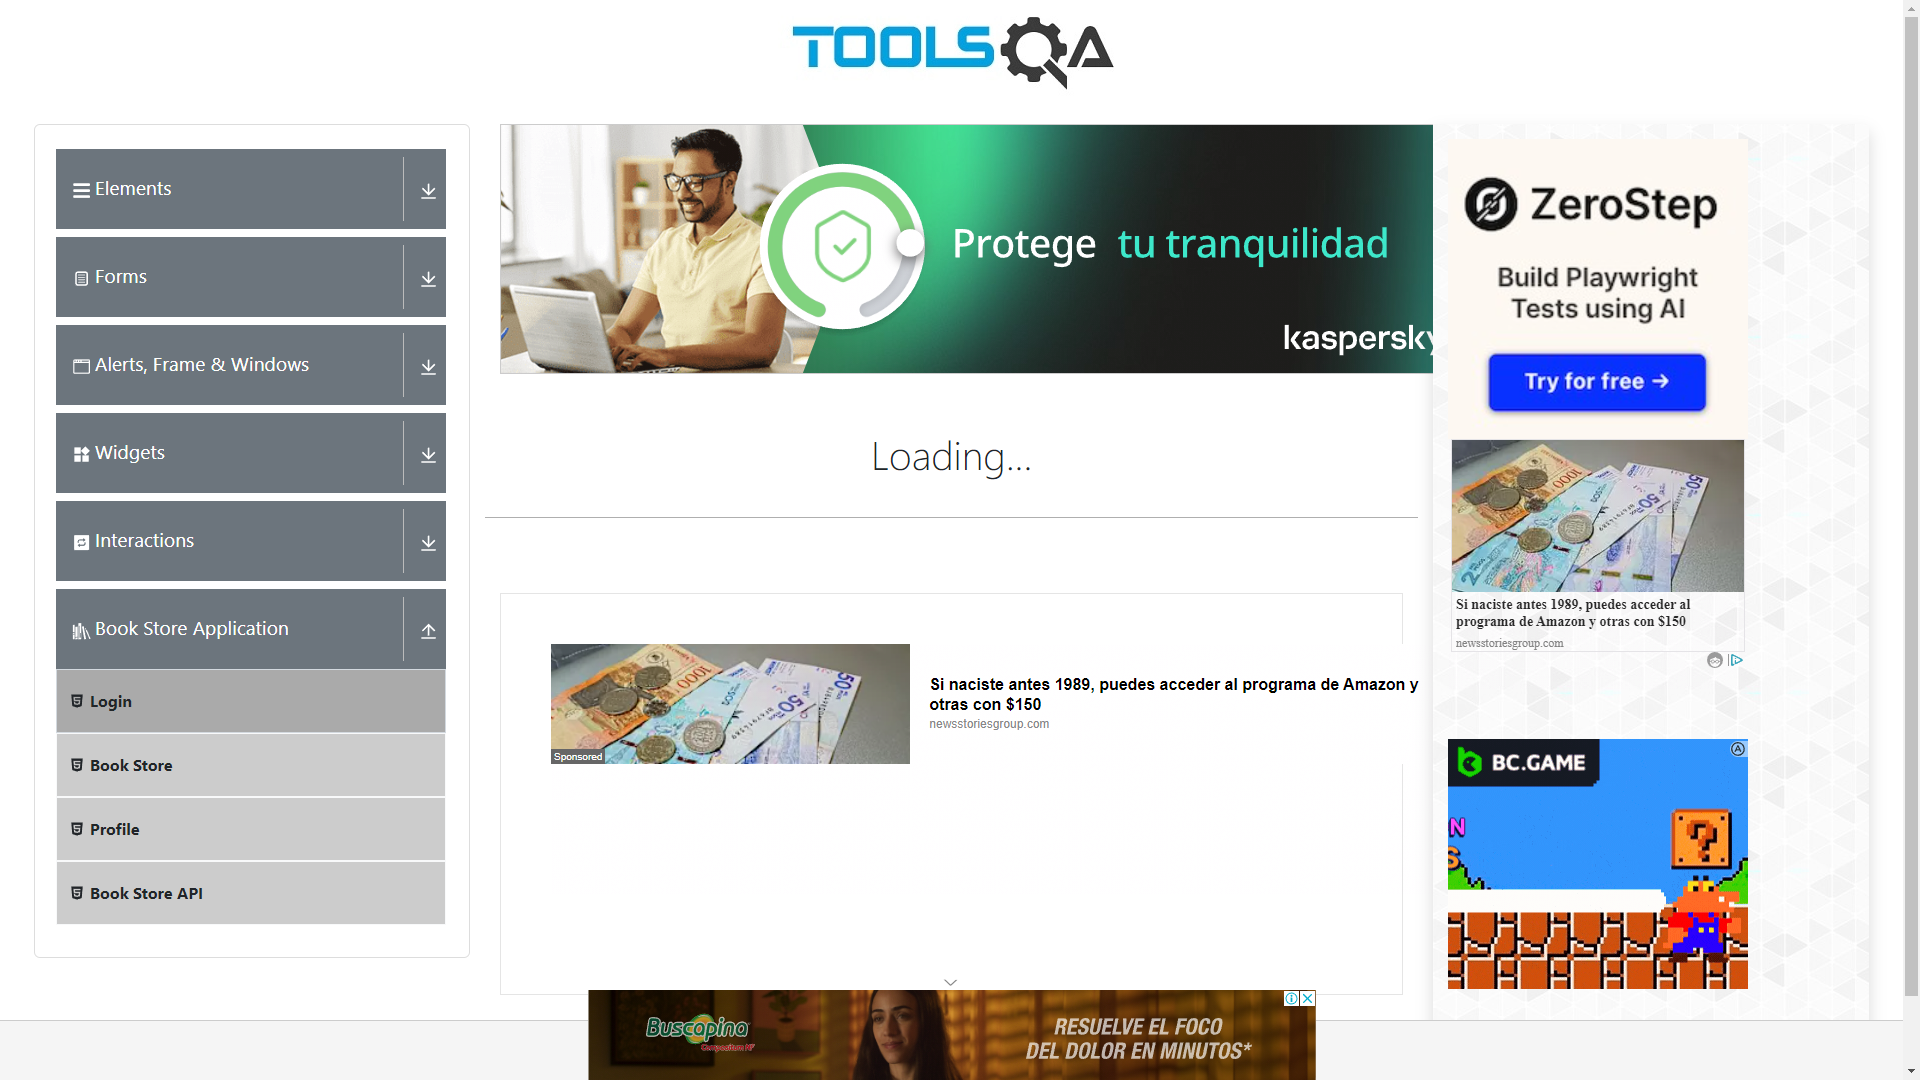 TOOLSQA
Elements
Forms
Alerts, Frame & Windows
Widgets
Interactions
Book Store Application
Login
Book Store
Profile
Book Store API
Protege tu tranquilidad
kaspersky
Loading...
Sponsored
Si naciste antes 1989, puedes acceder al programa de Amazon y
otras con $150
newsstoriesgroup.com
ZeroStep
Build Playwright
Tests using AI
Try for free →
Si naciste antes 1989, puedes acceder al
programa de Amazon y otras con $150
newsstoriesgroup.com
BC.GAME
N
S
?
Buscapina
Compositum NF
RESUELVE EL FOCO
DEL DOLOR EN MINUTOS*